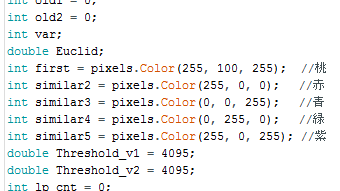 int old1 = 0;
int old2 = 0;
int var;
double Euclid;
int first = pixels.Color(255, 100, 255);  //桃
int similar2 = pixels.Color(255, 0, 0);   //赤
int similar3 = pixels.Color(0, 0, 255);   //青
int similar4 = pixels.Color(0, 255, 0);   //緑
int similar5 = pixels.Color(255, 0, 255); //紫
double Threshold_v1 = 4095;
double Threshold_v2 = 4095;
int lp_cnt = 0;